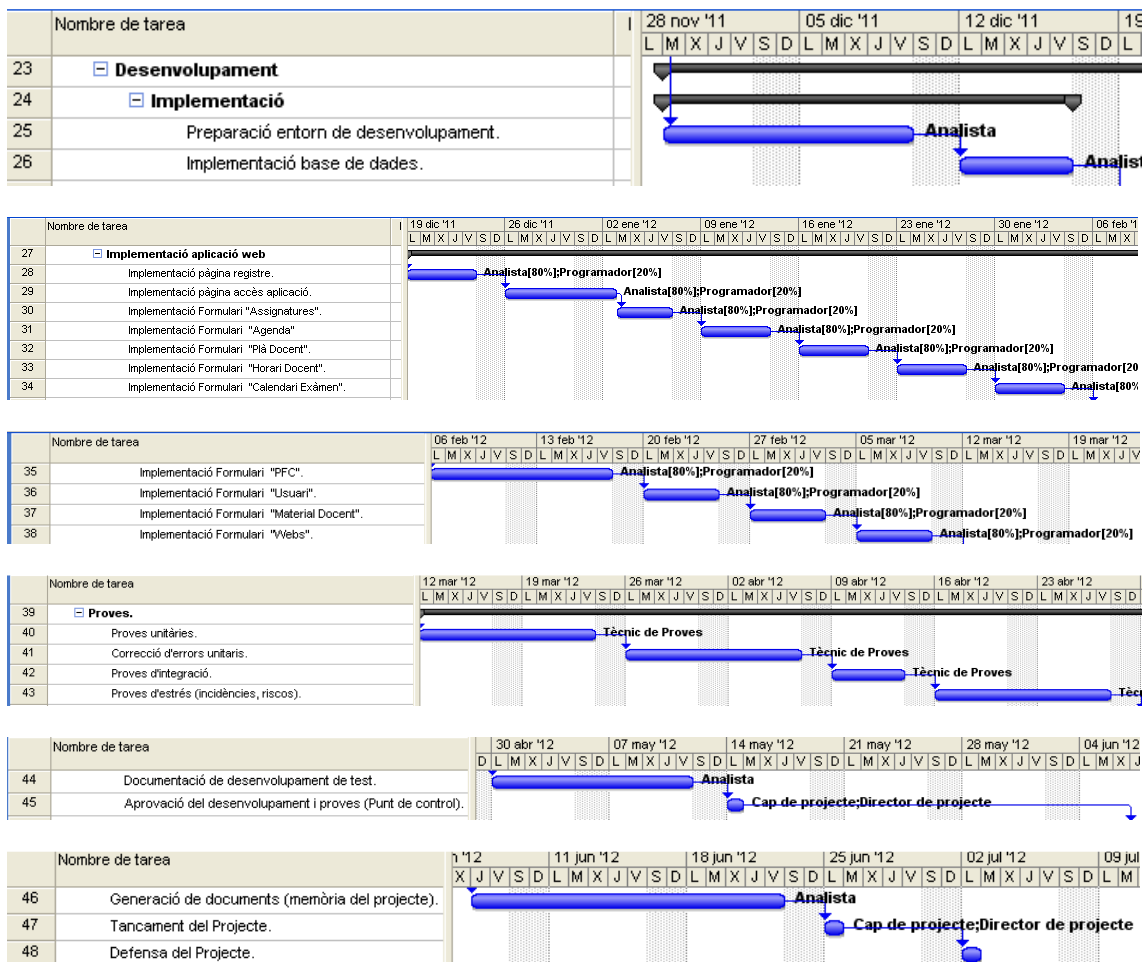 Nombre de tarea 28 nov '11 05 dic '11 12 dic '11 19
L M X J V S D L M X J V S D L M X J V S D L
23 Desenvolupament
24 Implementació
25 Preparació entorn de desenvolupament. Analista
26 Implementació base de dades. Analist
Nombre de tarea 19 dic '11 26 dic '11 02 ene '12 09 ene '12 16 ene '12 23 ene '12 30 ene '12 06 feb '1
L M X J V S D L M X J V S D L M X J V S D L M X J V S D L M X J V S D L M X J V S D L M X J V S D L M X
27 Implementació aplicació web
28 Implementació pàgina registre. Analista[80%];Programador[20%]
29 Implementació pàgina accès aplicació. Analista[80%];Programador[20%]
30 Implementació Formulari "Assignatures". Analista[80%];Programador[20%]
31 Implementació Formulari "Agenda" Analista[80%];Programador[20%]
32 Implementació Formulari "Plà Docent". Analista[80%];Programador[20%]
33 Implementació Formulari "Horari Docent". Analista[80%];Programador[20
34 Implementació Formulari "Calendari Exàmen". Analista[80%
Nombre de tarea 06 feb '12 13 feb '12 20 feb '12 27 feb '12 05 mar '12 12 mar '12 19 mar '12
L M X J V S D L M X J V S D L M X J V S D L M X J V S D L M X J V S D L M X J V S D L M X J V
35 Implementació Formulari "PFC". Analista[80%];Programador[20%]
36 Implementació Formulari "Usuari". Analista[80%];Programador[20%]
37 Implementació Formulari "Material Docent". Analista[80%];Programador[20%]
38 Implementació Formulari "Webs". Analista[80%];Programador[20%]
Nombre de tarea 12 mar '12 19 mar '12 26 mar '12 02 abr '12 09 abr '12 16 abr '12 23 abr '12
L M X J V S D L M X J V S D L M X J V S D L M X J V S D L M X J V S D L M X J V S D L M X J V S D
39 Proves.
40 Proves unitàries. Tècnic de Proves
41 Correcció d'errors unitaris. Tècnic de Proves
42 Proves d'integració. Tècnic de Proves
43 Proves d'estrés (incidències, riscos). Tècn
Nombre de tarea 30 abr '12 07 may '12 14 may '12 21 may '12 28 may '12 04 jun '12
D L M X J V S D L M X J V S D L M X J V S D L M X J V S D L M X J V S D L M X J
44 Documentació de desenvolupament de test. Analista
45 Aprovació del desenvolupament i proves (Punt de control). Cap de projecte;Director de projecte
Nombre de tarea '12 11 jun '12 18 jun '12 25 jun '12 02 jul '12 09 jul
X J V S D L M X J V S D L M X J V S D L M X J V S D L M X J V S D L M
46 Generació de documents (memòria del projecte). Analista
47 Tancament del Projecte. Cap de projecte;Director de projecte
48 Defensa del Projecte.